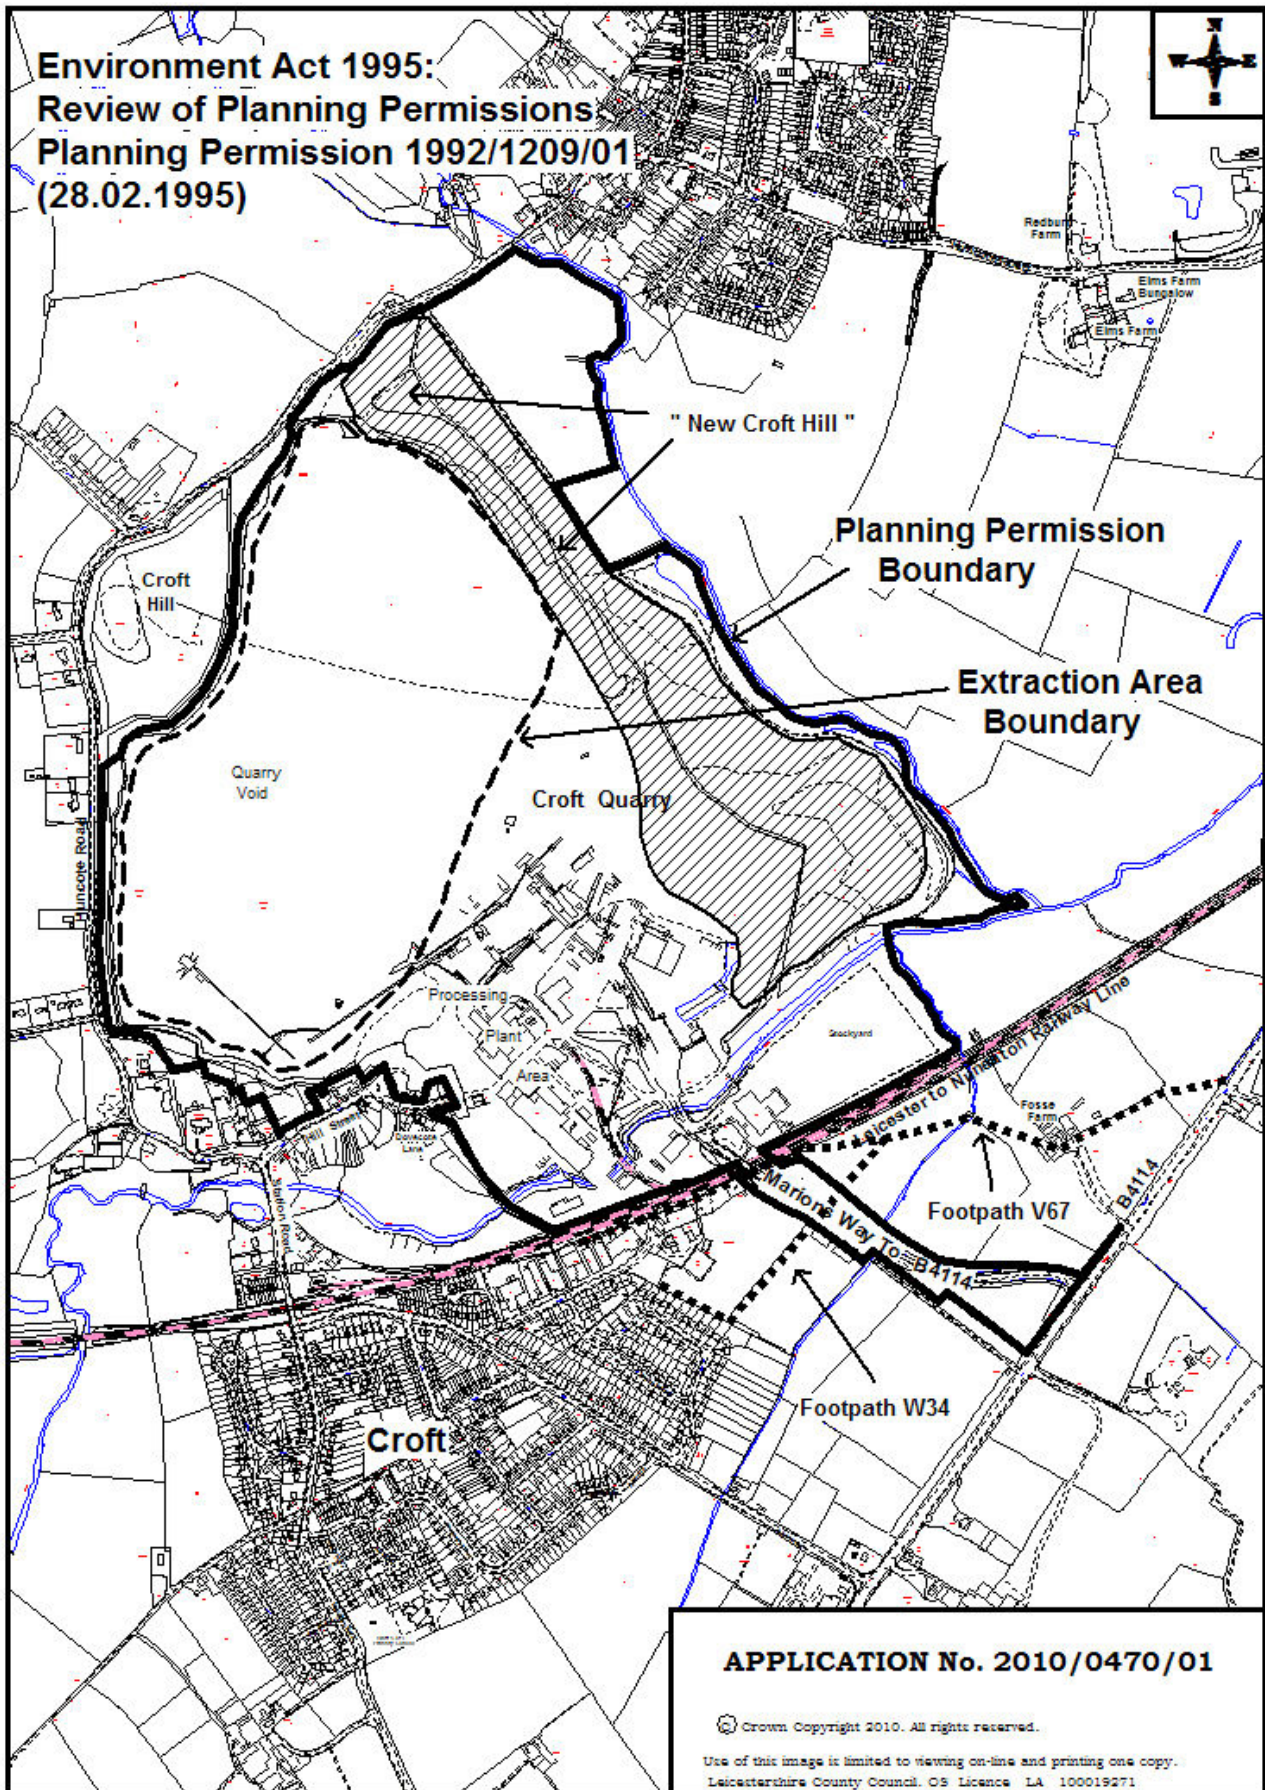 Environment Act 1995:
Review of Planning Permissions
Planning Permission 1992/1209/01
(28.02.1995)
N
W E
S
Redburn
Farm
Elms Farm
Bungalow
Elms Farm
" New Croft Hill "
Planning Permission
Boundary
Croft
Hill
Extraction Area
Boundary
Quarry
Void
Croft Quarry
Huncote Road
Processing
Plant
Area
Stockyard
Leicester to Nuneaton Railway Line
Fosse
Farm
Hill Street
Dovecote
Lane
Station Road
Marions Way To B4114
B4114
Footpath V67
Footpath W34
Croft
APPLICATION No. 2010/0470/01
© Crown Copyright 2010. All rights reserved.
Use of this image is limited to viewing on-line and printing one copy.
Leicestershire County Council. OS Licence LA 100019271